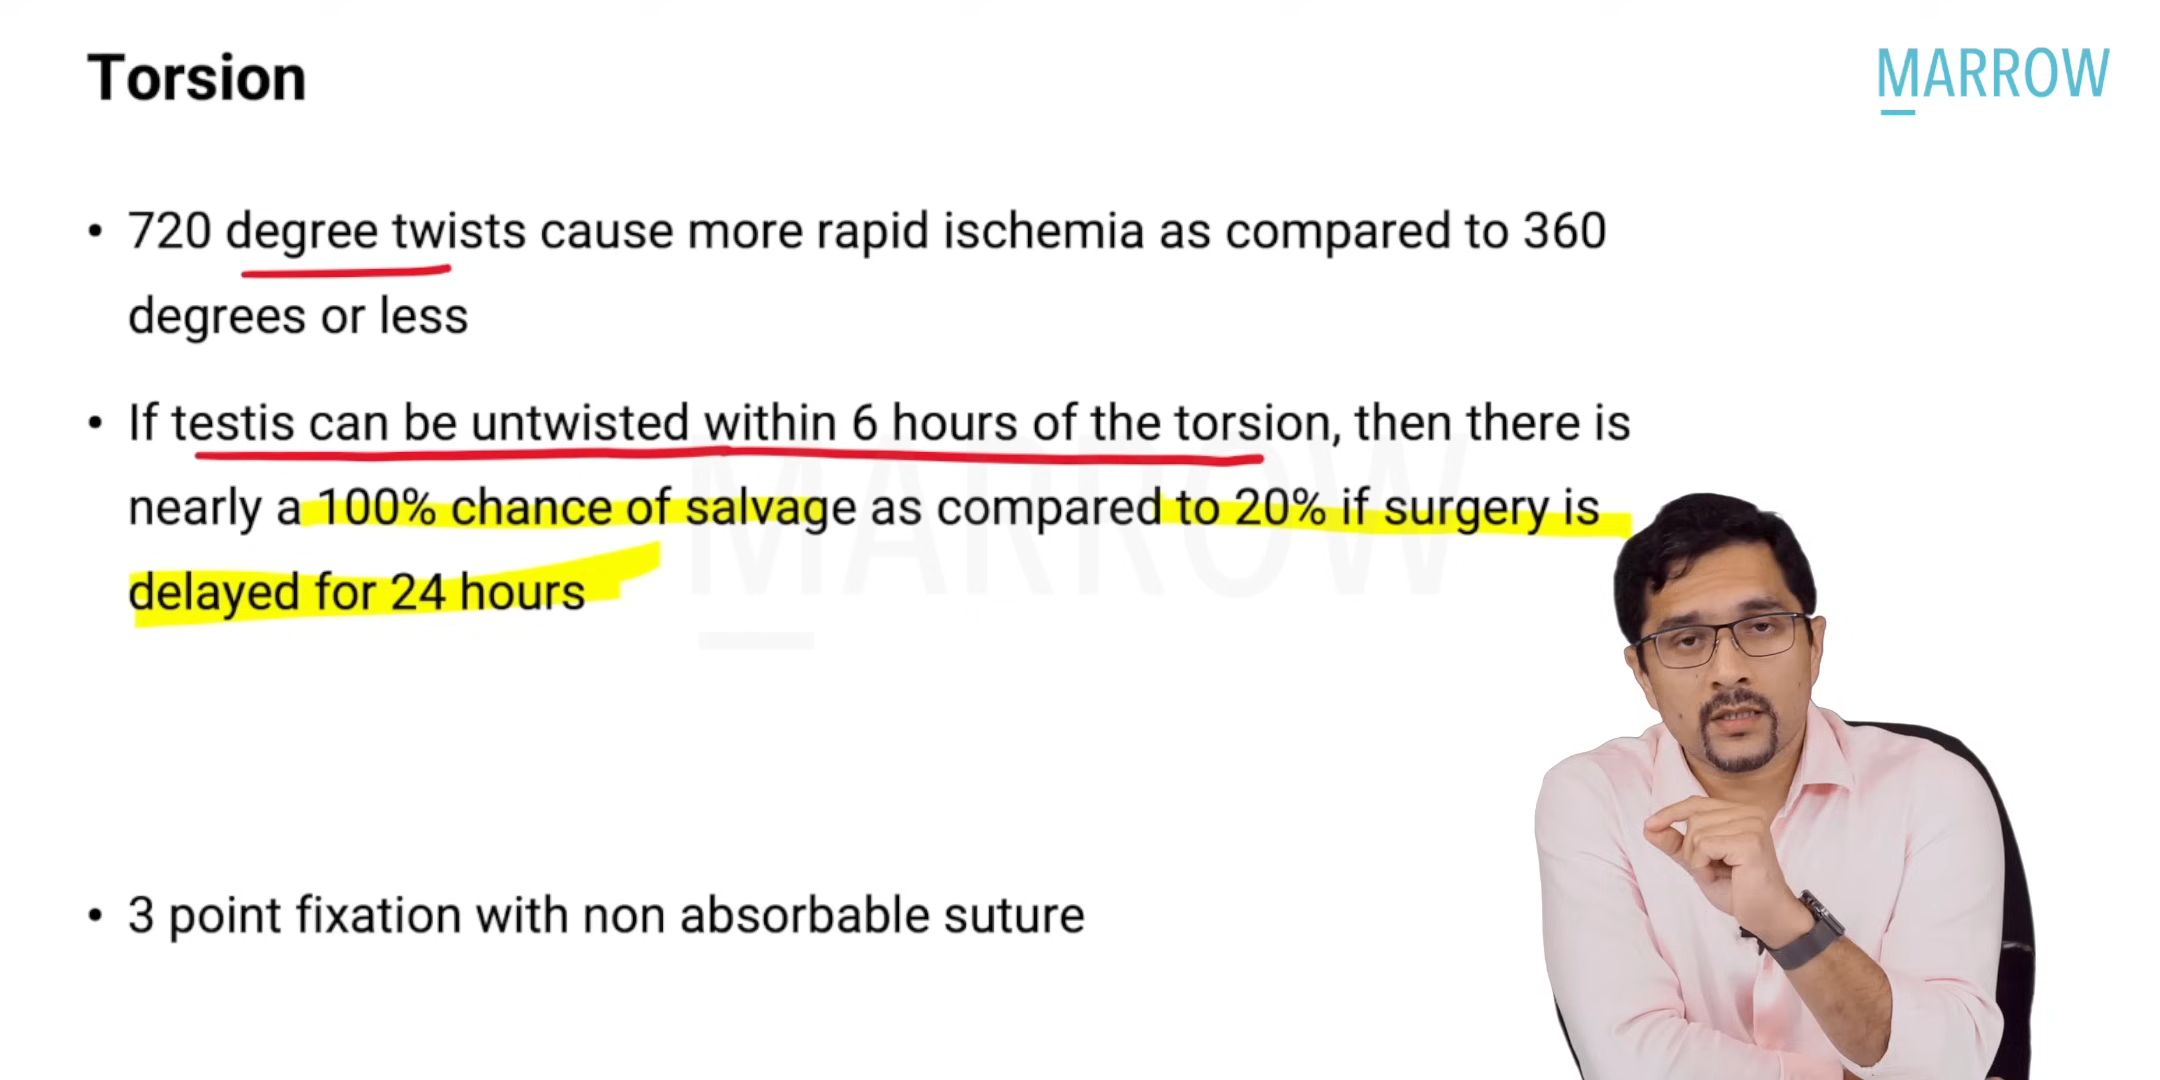 Torsion
MARROW
• 720 degree twists cause more rapid ischemia as compared to 360
degrees or less
• If testis can be untwisted within 6 hours of the torsion, then there is
nearly a 100% chance of salvage as compared to 20% if surgery is
delayed for 24 hours
MARROW
• 3 point fixation with non absorbable suture